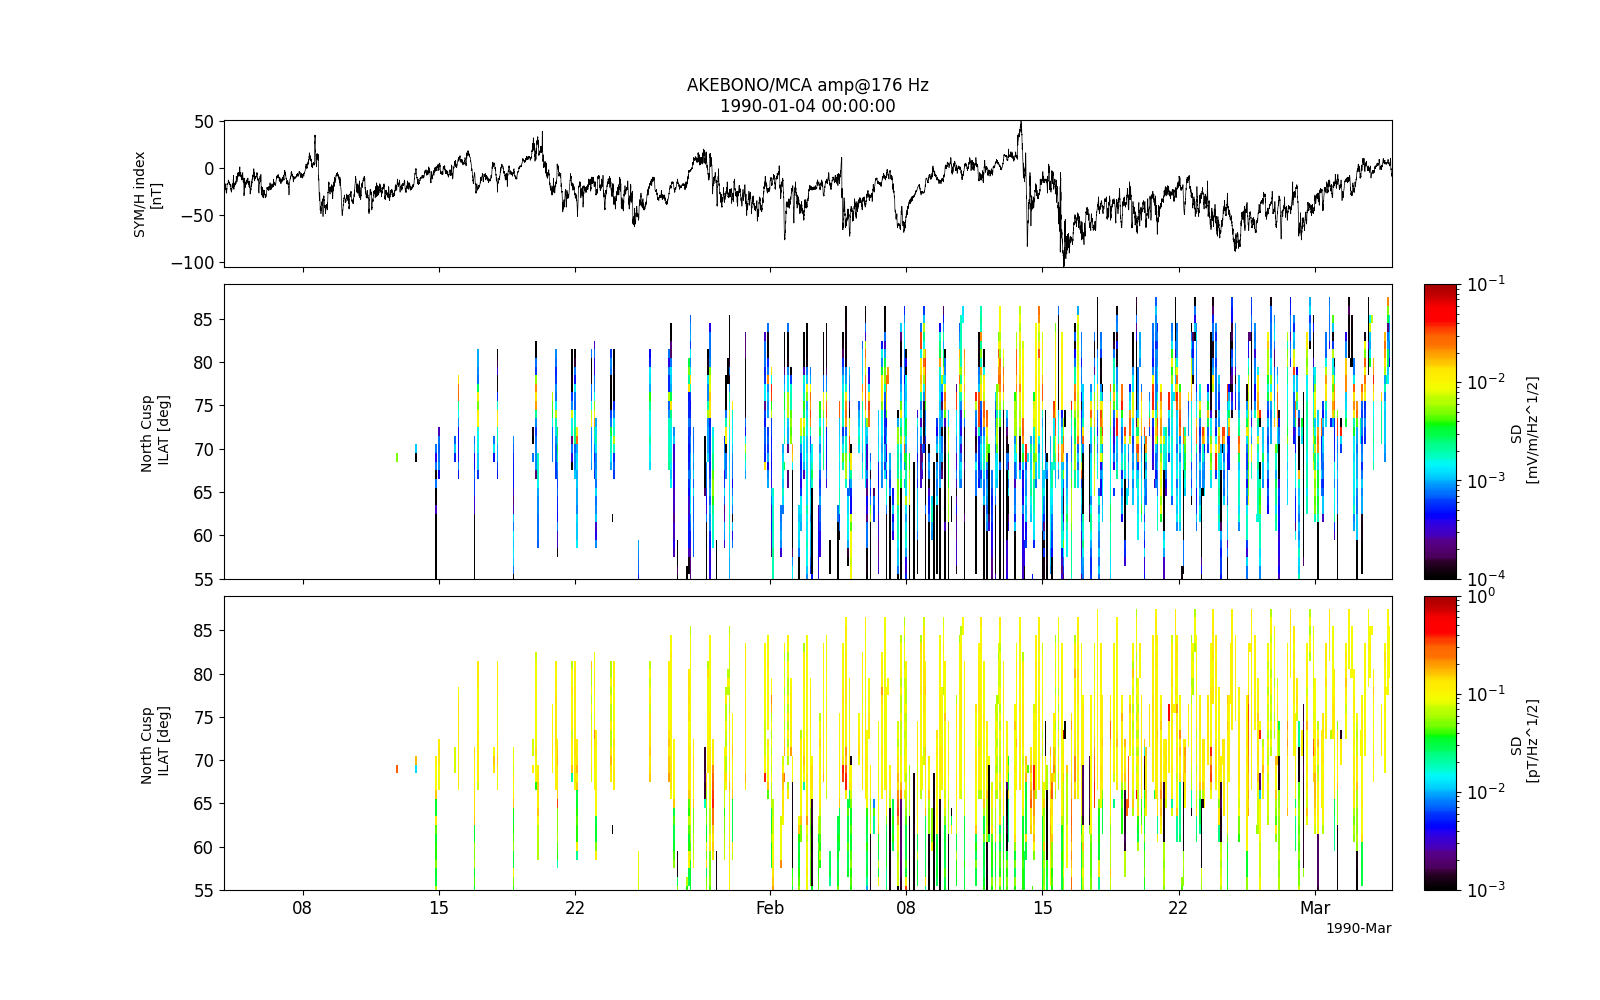 AKEBONO/MCA amp@176 Hz
1990-01-04 00:00:00
SYM/H index
[nT]
50
0
−50
−100
North Cusp
ILAT [deg]
85
80
75
70
65
60
55
10^−1
10^−2
10^−3
10^−4
SD
[mV/m/Hz^1/2]
North Cusp
ILAT [deg]
85
80
75
70
65
60
55
10^0
10^−1
10^−2
10^−3
SD
[pT/Hz^1/2]
08
15
22
Feb
08
15
22
Mar
1990-Mar